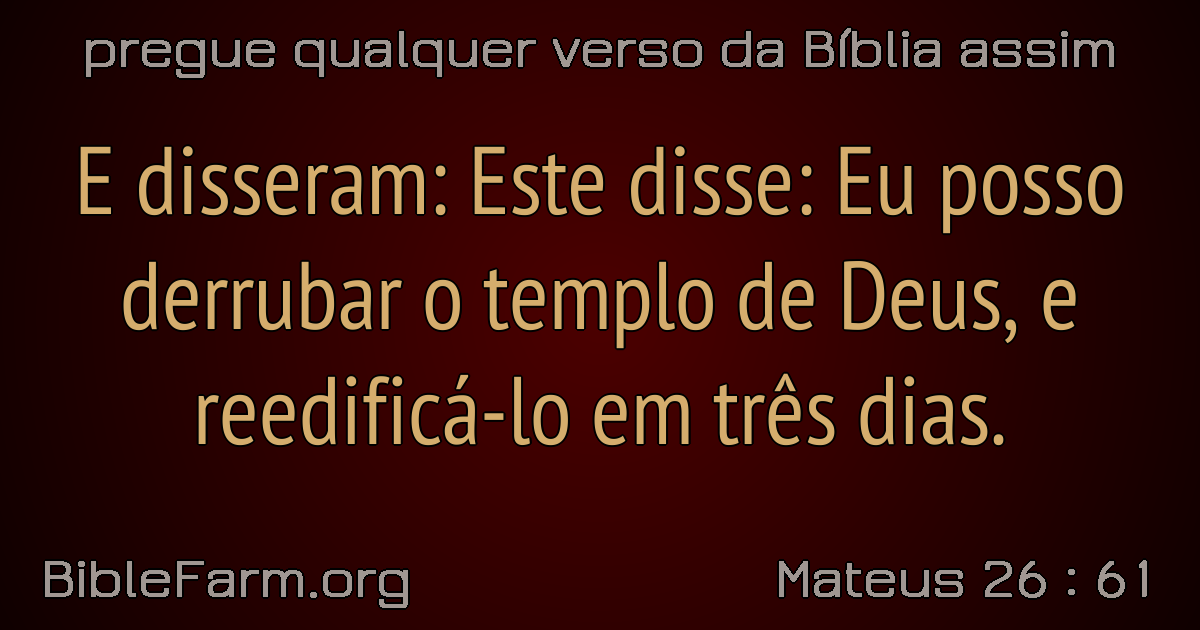 pregue qualquer verso da Bíblia assim
E disseram: Este disse: Eu posso
derrubar o templo de Deus, e
reedificá-lo em três dias.
BibleFarm.org
Mateus 26 : 61